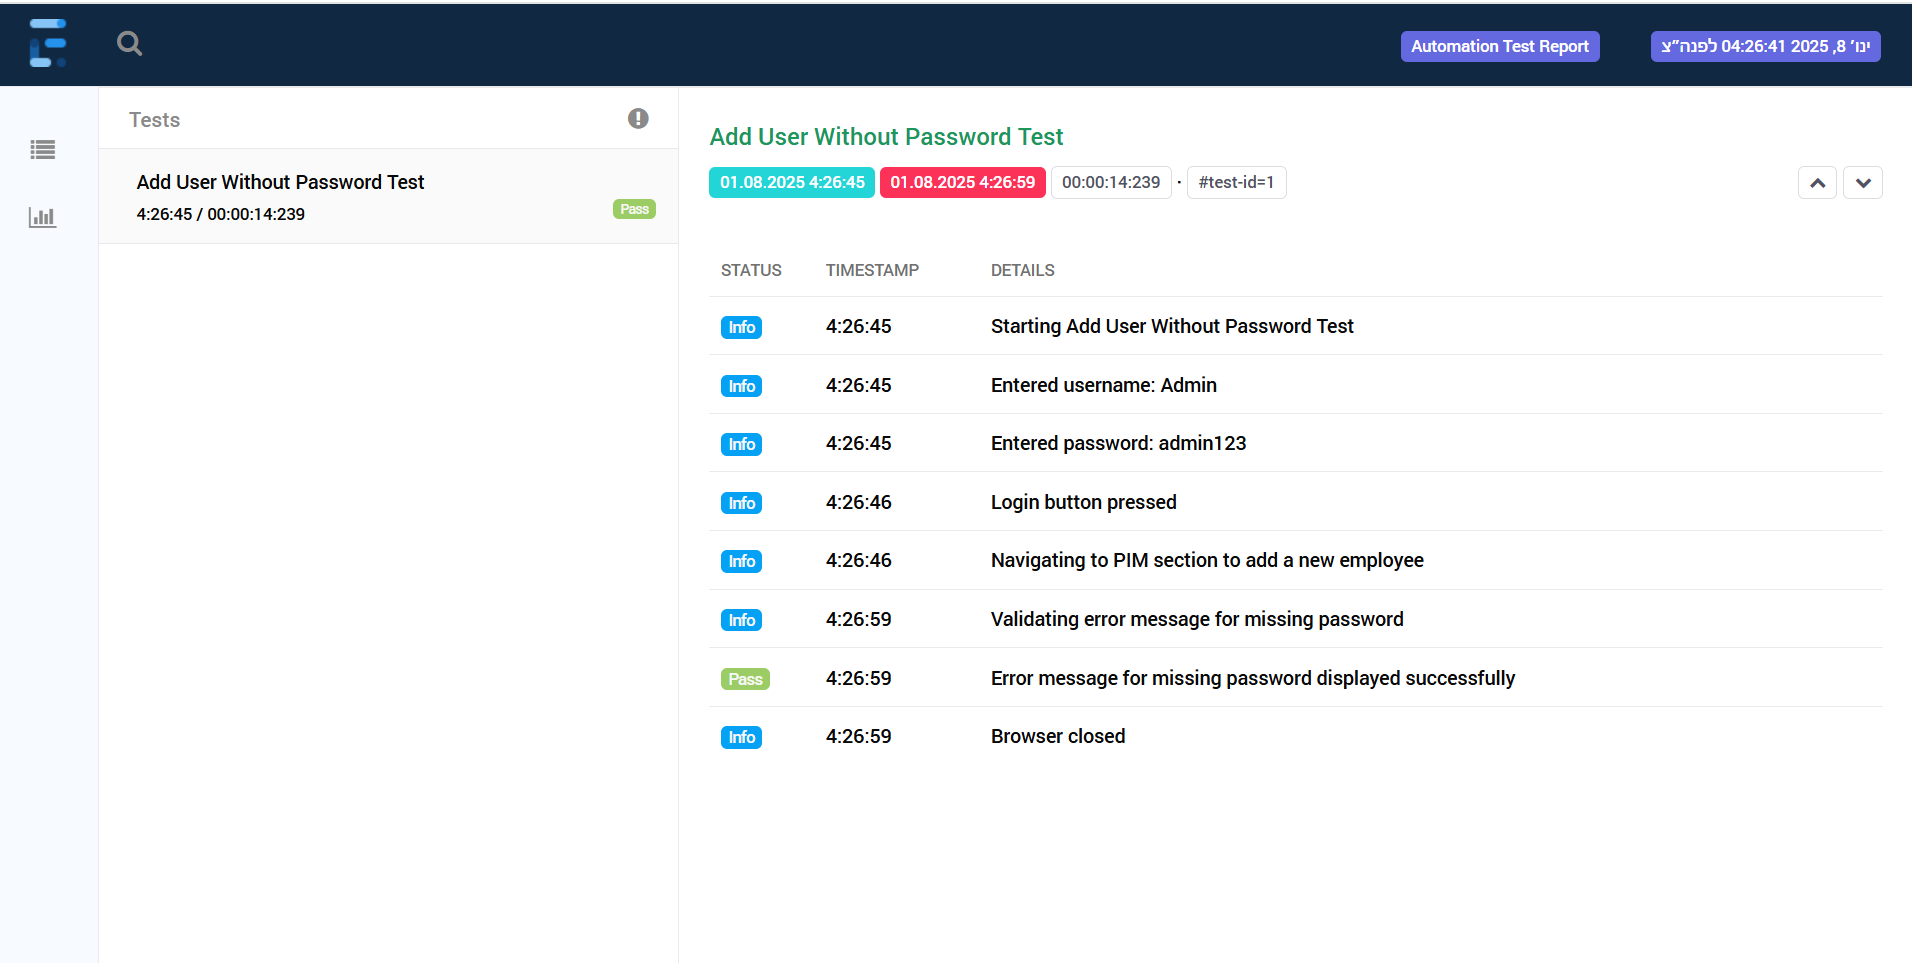 Automation Test Report
ינו׳ 8, 2025 04:26:41 לפנה״צ
Tests
Add User Without Password Test
4:26:45 / 00:00:14:239
Pass
Add User Without Password Test
01.08.2025 4:26:45 01.08.2025 4:26:59 00:00:14:239 · #test-id=1
STATUS TIMESTAMP DETAILS
Info 4:26:45 Starting Add User Without Password Test
Info 4:26:45 Entered username: Admin
Info 4:26:45 Entered password: admin123
Info 4:26:46 Login button pressed
Info 4:26:46 Navigating to PIM section to add a new employee
Info 4:26:59 Validating error message for missing password
Pass 4:26:59 Error message for missing password displayed successfully
Info 4:26:59 Browser closed